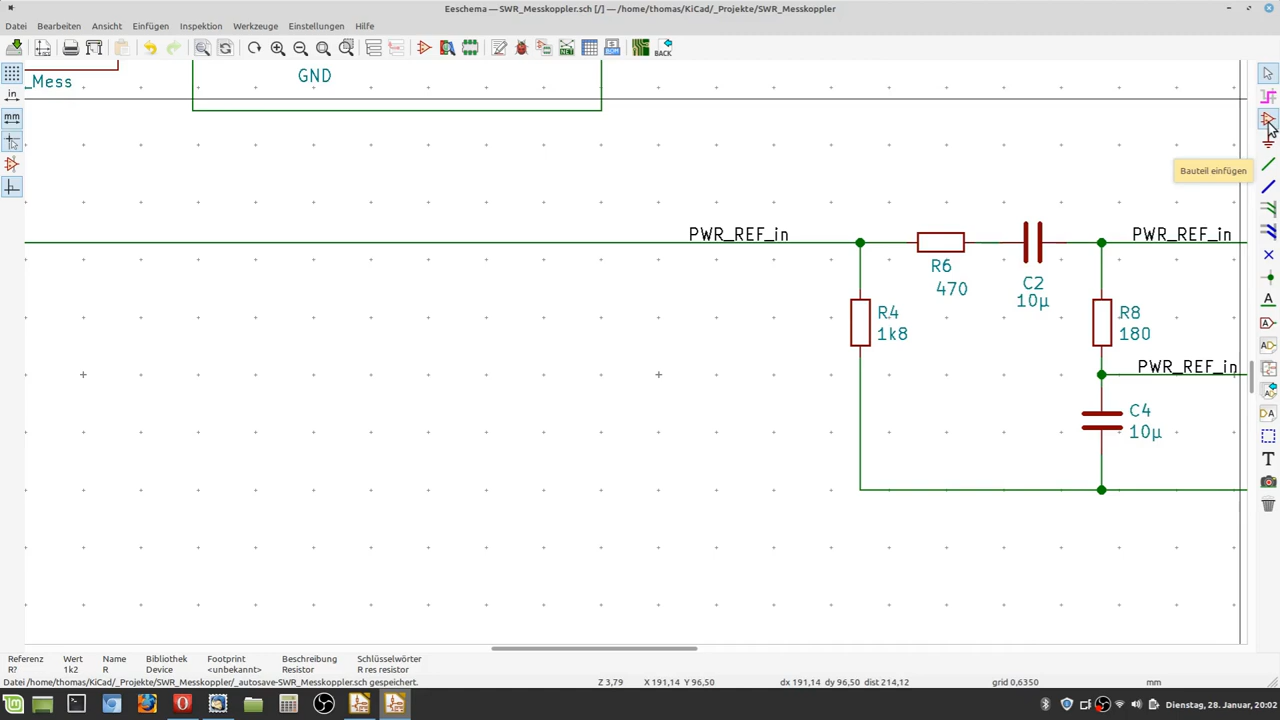 Eeschema — SWR_Messkoppler.sch [/] — /home/thomas/KiCad/_Projekte/SWR_Messkoppler
Datei Bearbeiten Ansicht Einfügen Inspektion Werkzeuge Einstellungen Hilfe
BOM BACK
in
mm
_Mess
GND
Bauteil einfügen
PWR_REF_in
PWR_REF_in
R6
470
C2
10µ
R4
1k8
R8
180
PWR_REF_in
C4
10µ
A
T
Referenz Wert Name Bibliothek Footprint Beschreibung Schlüsselwörter
R? 1k2 R Device <unbekannt> Resistor R res resistor
Datei /home/thomas/KiCad/_Projekte/SWR_Messkoppler/_autosave-SWR_Messkoppler.sch gespeichert. Z 3,79 X 191,14 Y 96,50 dx 191,14 dy 96,50 dist 214,12 grid 0,6350 mm
Dienstag, 28. Januar, 20:02